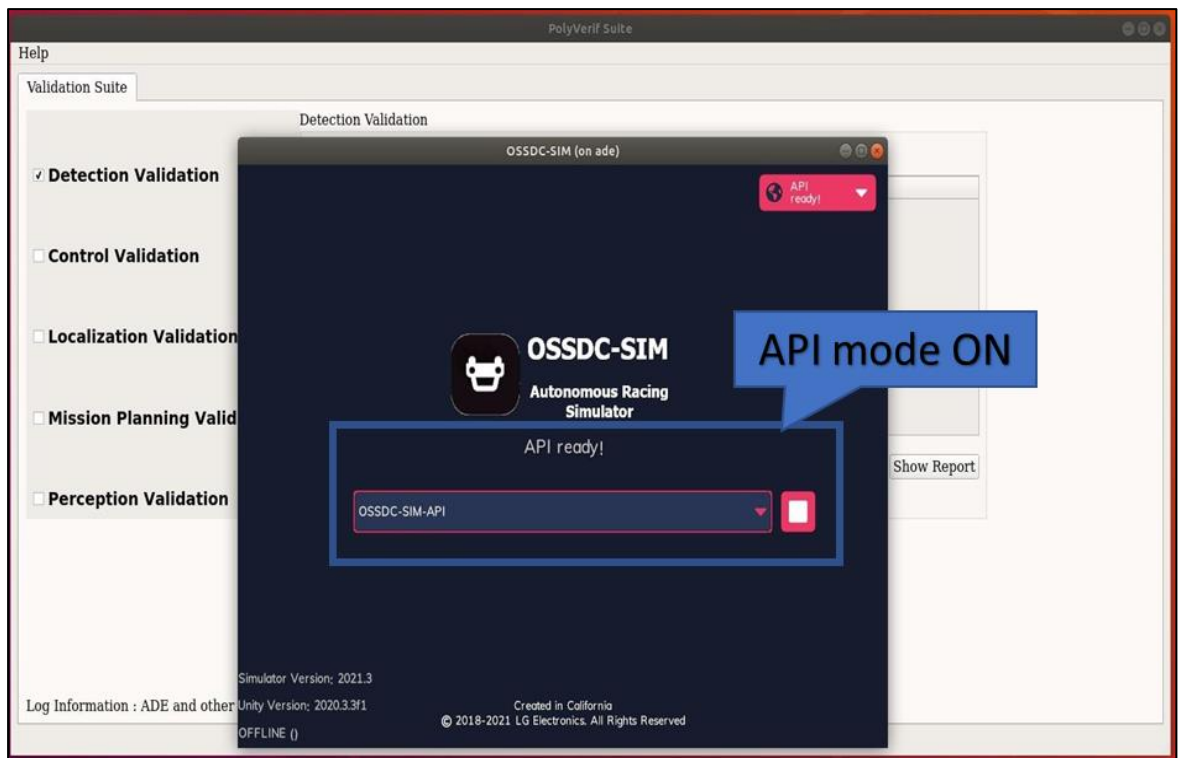 PolyVerif Suite
Help
Validation Suite
Detection Validation
OSSDC-SIM (on ade)
Detection Validation
API
ready!
Control Validation
OSSDC-SIM
API mode ON
Localization Validation
Autonomous Racing
Simulator
Mission Planning Valid
API ready!
Show Report
Perception Validation
OSSDC-SIM-API
Simulator Version: 2021.3
Log Information : ADE and other
Unity Version: 2020.3.3f1
Created in California
© 2018-2021 LG Electronics. All Rights Reserved
OFFLINE ()